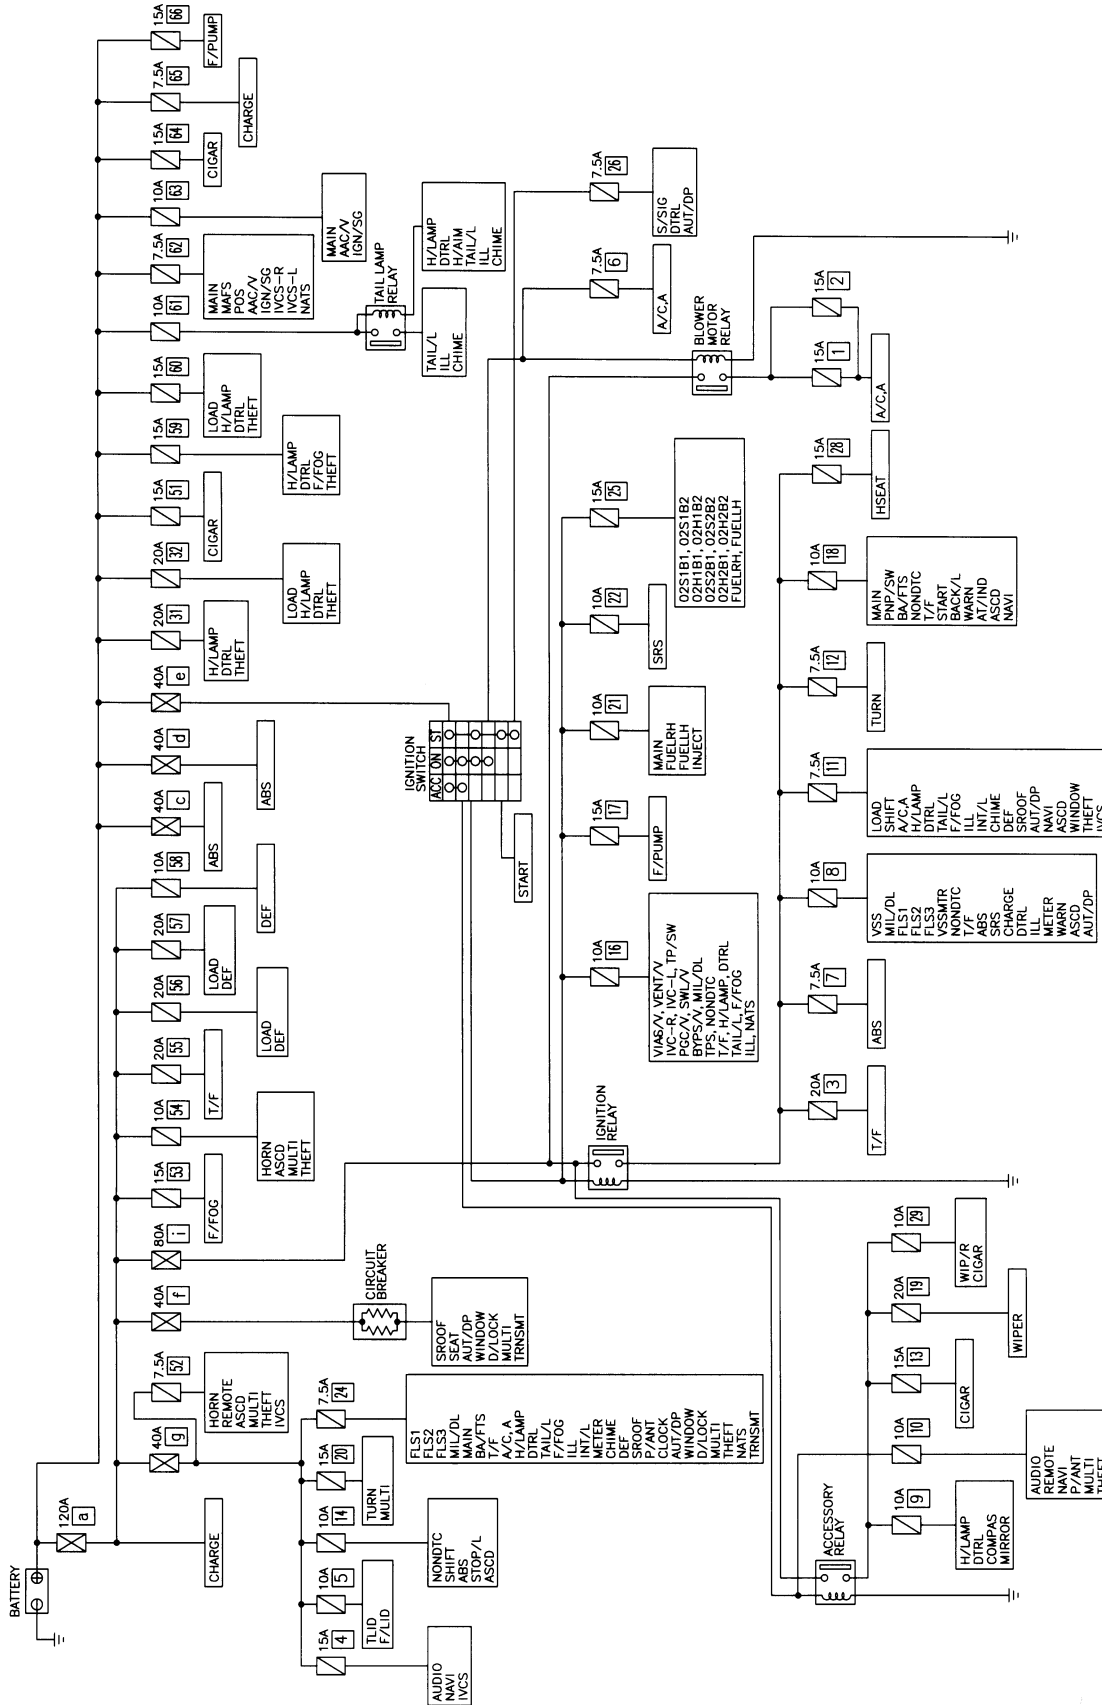 BATTERY
120A
a
CHARGE
40A
g
7.5A
52
HORN
REMOTE
ASCD
MULTI
THEFT
IVCS
40A
f
CIRCUIT
BREAKER
SROOF
SEAT
AUT/DP
WINDOW
D/LOCK
MULTI
TRNSMT
80A
i
15A
53
F/FOG
10A
54
HORN
ASCD
MULTI
THEFT
20A
55
T/F
20A
56
LOAD
DEF
20A
57
LOAD
DEF
10A
58
DEF
40A
c
ABS
40A
d
ABS
40A
e
20A
31
H/LAMP
DTRL
THEFT
20A
32
LOAD
H/LAMP
DTRL
THEFT
15A
51
CIGAR
15A
59
H/LAMP
DTRL
F/FOG
THEFT
15A
60
LOAD
H/LAMP
DTRL
THEFT
10A
61
TAIL LAMP
RELAY
TAIL/L
ILL
CHIME
H/LAMP
DTRL
H/AIM
TAIL/L
ILL
CHIME
7.5A
62
MAIN
MAFS
POS
AAC/V
IGN/SG
IVCS-R
IVCS-L
NATS
10A
63
MAIN
AAC/V
IGN/SG
15A
64
CIGAR
7.5A
65
CHARGE
15A
66
F/PUMP
15A
4
AUDIO
NAVI
IVCS
10A
5
TLID
F/LID
10A
14
NONDTC
SHIFT
ABS
STOP/L
ASCD
15A
20
TURN
MULTI
7.5A
24
FLS1
FLS2
FLS3
MIL/DL
MAIN
BA/FTS
T/F
A/C,A
H/LAMP
DTRL
TAIL/L
F/FOG
ILL
INT/L
METER
CHIME
DEF
SROOF
P/ANT
CLOCK
AUT/DP
WINDOW
D/LOCK
MULTI
THEFT
NATS
TRNSMT
IGNITION
SWITCH
ACC ON ST
START
10A
16
VIAS/V, VENT/V
IVC-R, IVC-L, TP/SW
PGC/V, SWL/V
BYPS/V, MIL/DL
TPS, NONDTC
T/F, H/LAMP, DTRL
TAIL/L, F/FOG
ILL, NATS
15A
17
F/PUMP
10A
21
MAIN
FUELRH
FUELLH
INJECT
10A
22
SRS
15A
25
O2S1B1, O2S1B2
O2H1B1, O2H1B2
O2S2B1, O2S2B2
O2H2B1, O2H2B2
FUELRH, FUELLH
7.5A
6
A/C,A
7.5A
26
S/SIG
DTRL
AUT/DP
IGNITION
RELAY
BLOWER
MOTOR
RELAY
ACCESSORY
RELAY
10A
9
H/LAMP
DTRL
COMPAS
MIRROR
10A
10
AUDIO
REMOTE
NAVI
P/ANT
MULTI
THEFT
15A
13
CIGAR
20A
19
WIPER
10A
29
WIP/R
CIGAR
20A
3
T/F
7.5A
7
ABS
10A
8
VSS
MIL/DL
FLS1
FLS2
FLS3
VSSMTR
NONDTC
T/F
ABS
SRS
CHARGE
DTRL
ILL
METER
WARN
ASCD
AUT/DP
7.5A
11
LOAD
SHIFT
A/C,A
H/LAMP
DTRL
TAIL/L
F/FOG
ILL
INT/L
CHIME
DEF
SROOF
AUT/DP
NAVI
ASCD
WINDOW
THEFT
IVCS
7.5A
12
TURN
10A
18
MAIN
PNP/SW
BA/FTS
NONDTC
T/F
START
BACK/L
WARN
AT/IND
ASCD
NAVI
15A
28
HSEAT
15A
1
15A
2
A/C,A